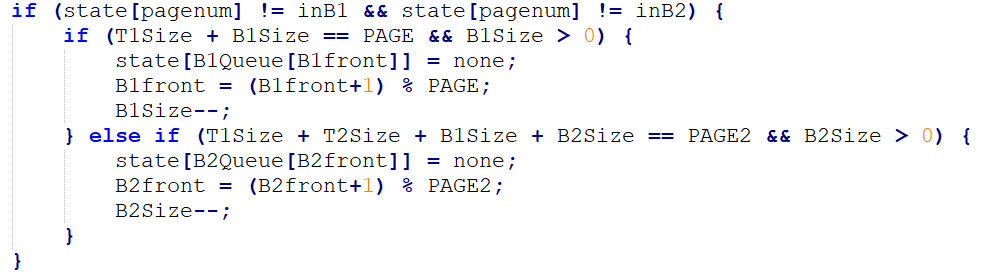 if (state[pagenum] != inB1 && state[pagenum] != inB2) {
if (T1Size + B1Size == PAGE && B1Size > 0) {
state[B1Queue[B1front]] = none;
B1front = (B1front+1) % PAGE;
B1Size--;
} else if (T1Size + T2Size + B1Size + B2Size == PAGE2 && B2Size > 0) {
state[B2Queue[B2front]] = none;
B2front = (B2front+1) % PAGE2;
B2Size--;
}
}